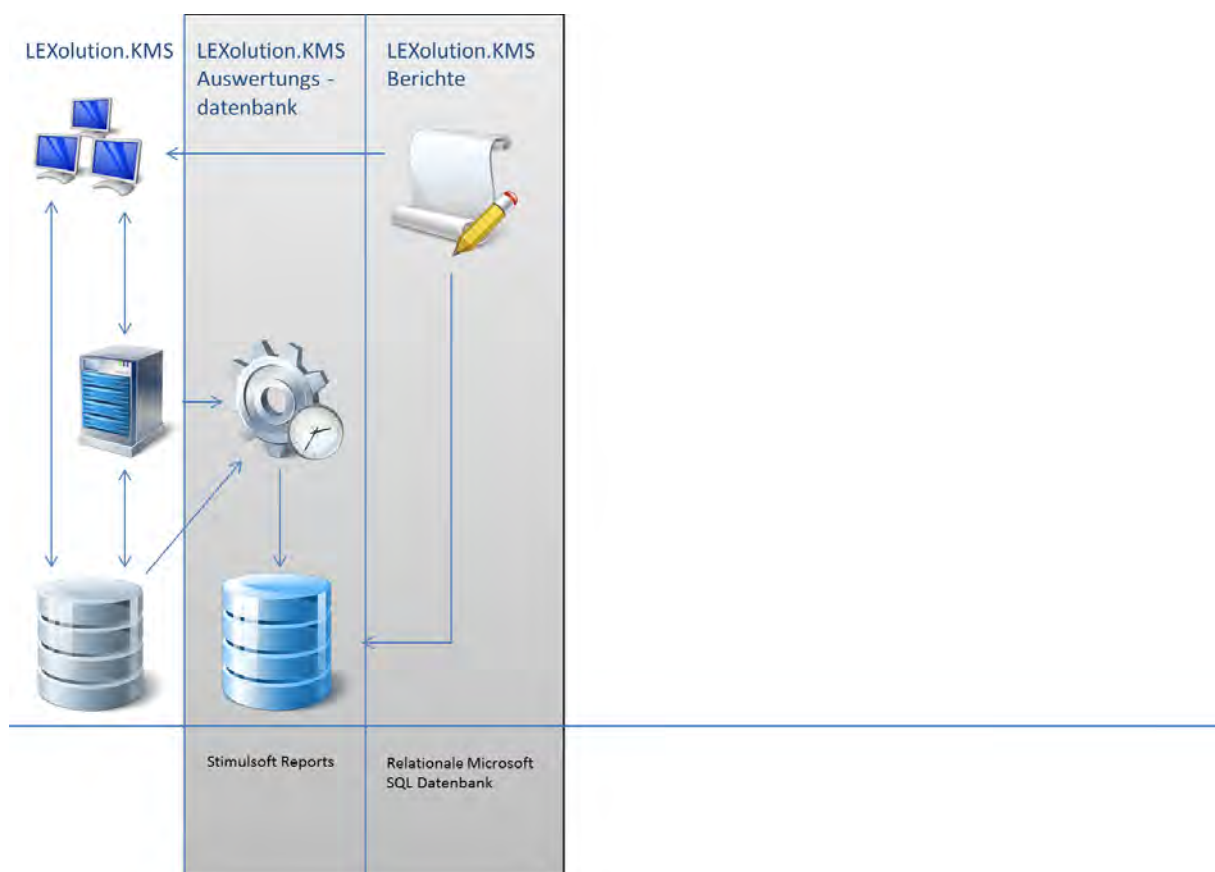 LEXolution.KMS
LEXolution.KMS
Auswertungs -
datenbank
LEXolution.KMS
Berichte
Stimulsoft Reports
Relationale Microsoft
SQL Datenbank